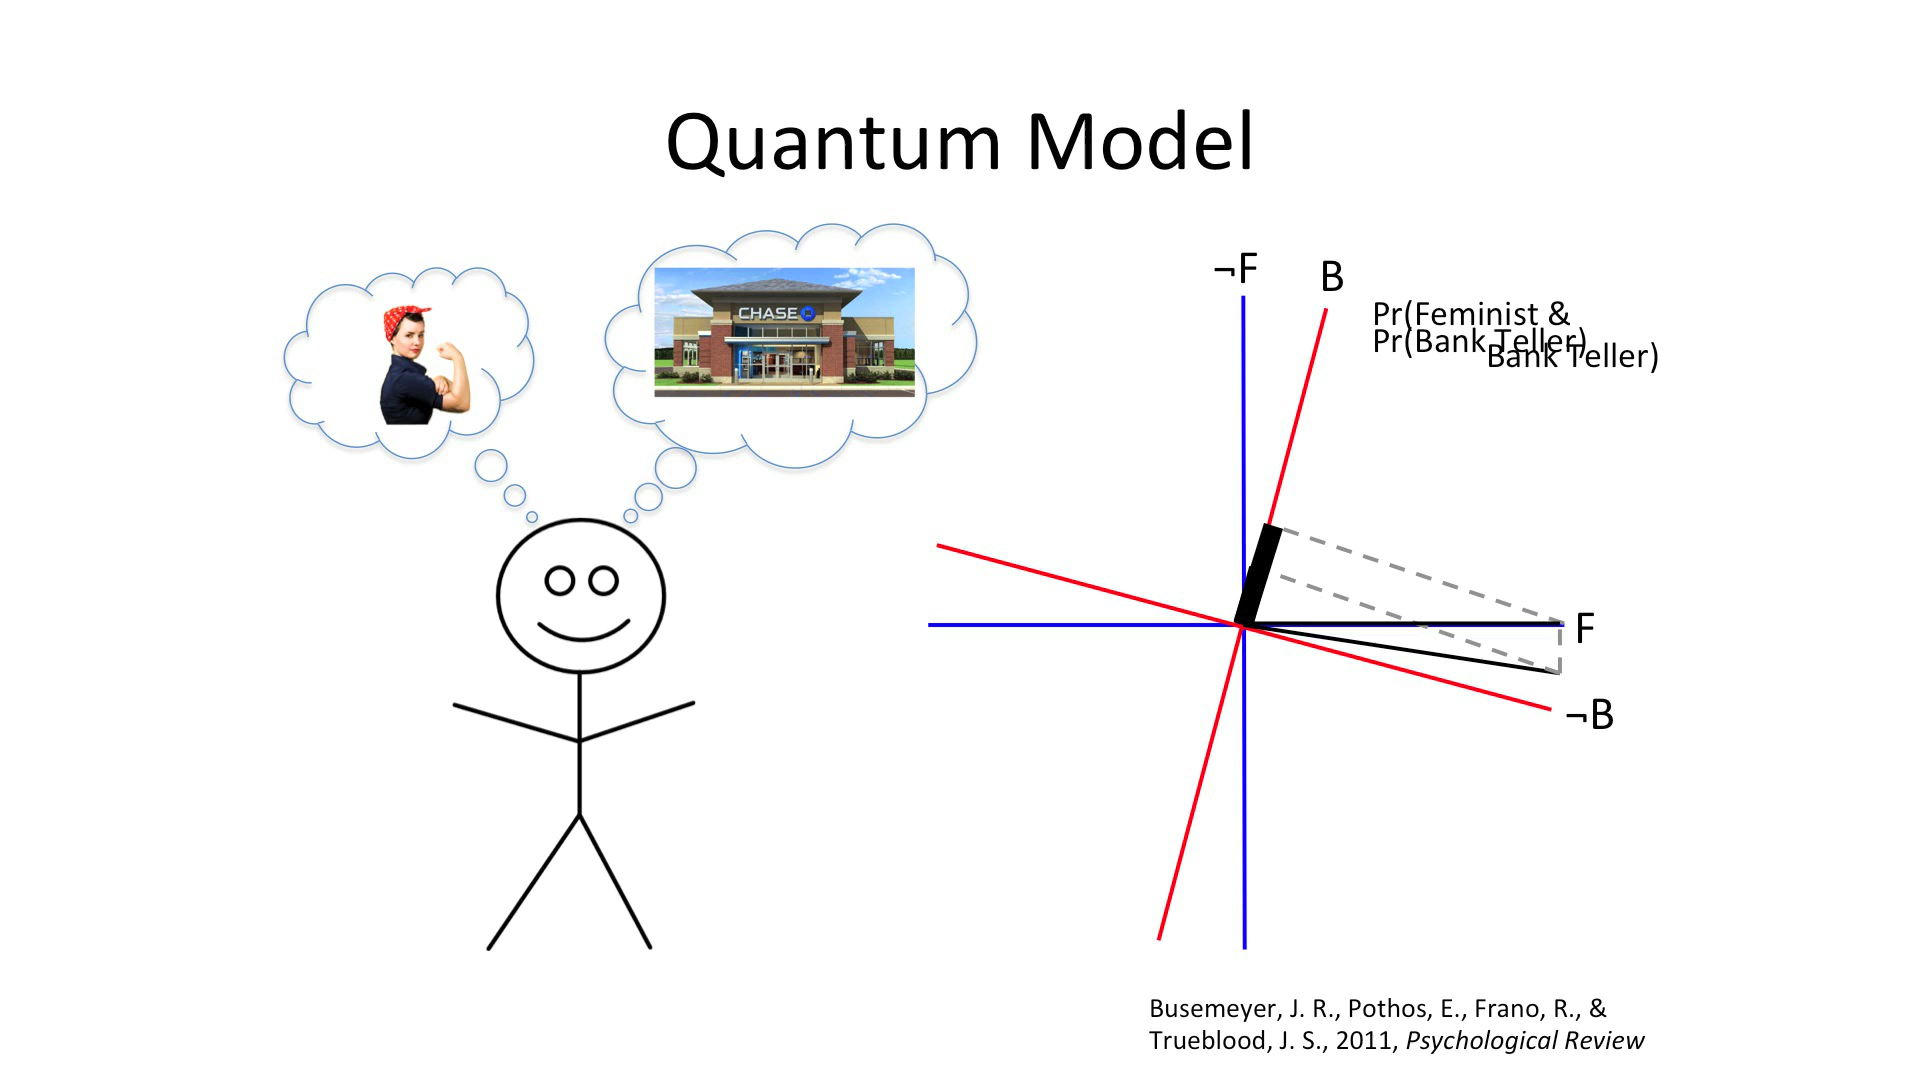 Quantum Model
CHASE
¬F
B
Pr(Feminist &
Pr(Bank Teller)
Bank Teller)
F
¬B
Busemeyer, J. R., Pothos, E., Frano, R., &
Trueblood, J. S., 2011, Psychological Review